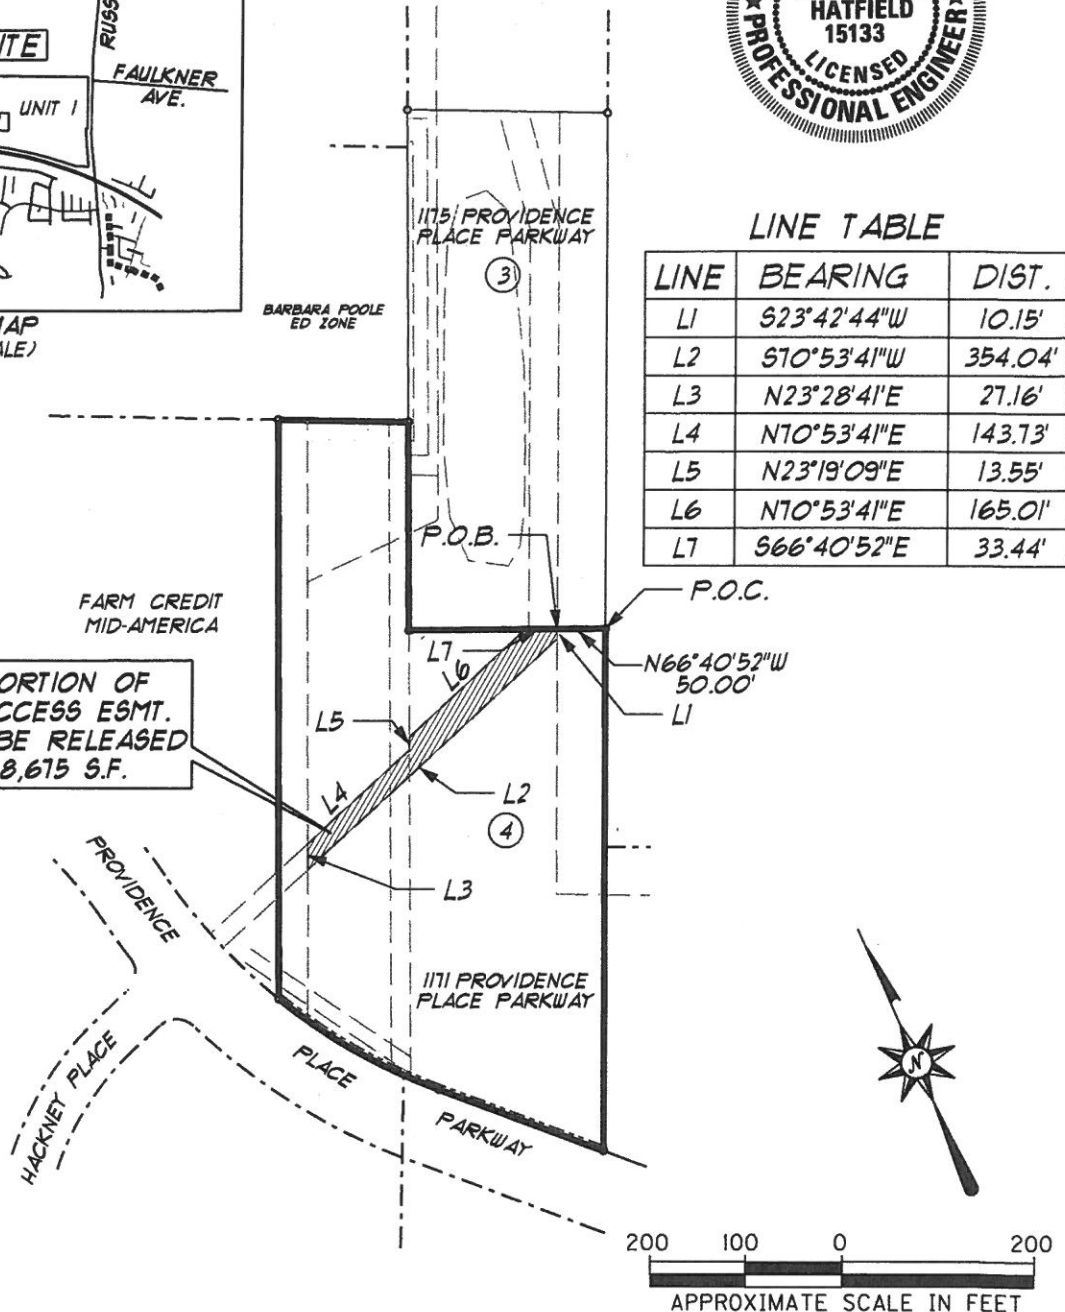 RUSS
ITE
FAULKNER
AVE.
UNIT 1
MAP
HATFIELD
15133
LICENSED
PROFESSIONAL ENGINEER
1175 PROVIDENCE
PLACE PARKWAY
3
BARBARA POOLE
ED ZONE
LINE TABLE
LINE BEARING DIST.
L1 S23°42'44"W 10.15'
L2 S70°53'41"W 354.04'
L3 N23°28'41"E 27.16'
L4 N70°53'41"E 143.73'
L5 N23°19'09"E 13.55'
L6 N70°53'41"E 165.01'
L7 S66°40'52"E 33.44'
P.O.B.
P.O.C.
FARM CREDIT
MID-AMERICA
L7
L6
N66°40'52"W
50.00'
L1
ORTION OF
CCESS ESMT.
BE RELEASED
8,675 S.F.
L5
L4
L2
4
L3
PROVIDENCE
1171 PROVIDENCE
PLACE PARKWAY
HACKNEY PLACE
PLACE
PARKWAY
N
200 100 0 200
APPROXIMATE SCALE IN FEET